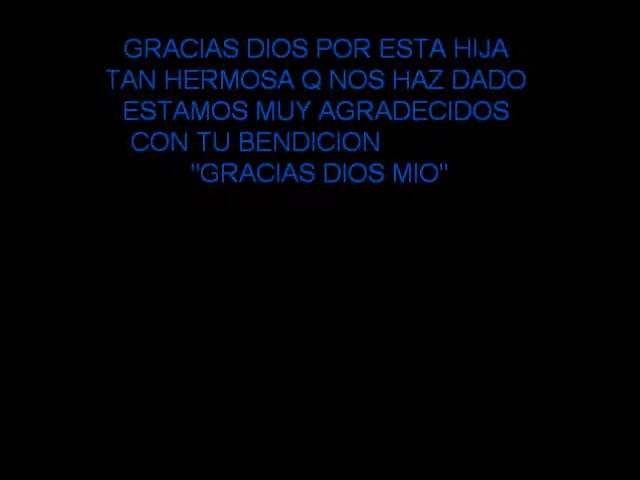 GRACIAS DIOS POR ESTA HIJA
TAN HERMOSA Q NOS HAZ DADO
ESTAMOS MUY AGRADECIDOS
CON TU BENDICION
"GRACIAS DIOS MIO"